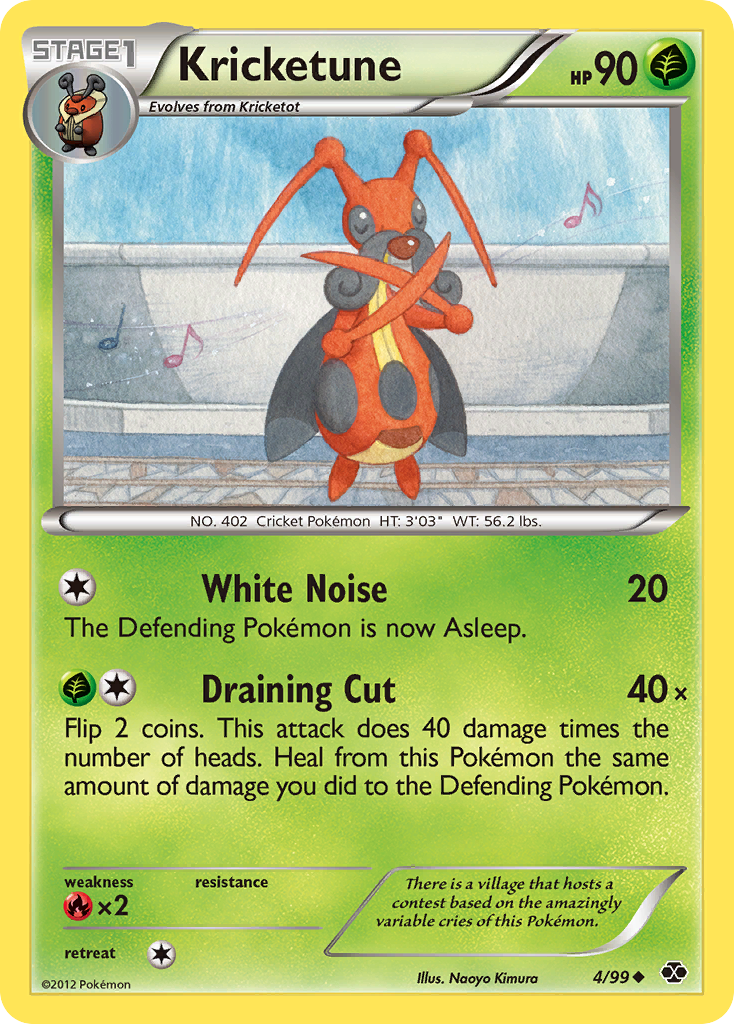 STAGE1
Kricketune
HP 90
Evolves from Kricketot
NO. 402 Cricket Pokémon HT: 3'03" WT: 56.2 lbs.
White Noise 20
The Defending Pokémon is now Asleep.
Draining Cut 40×
Flip 2 coins. This attack does 40 damage times the
number of heads. Heal from this Pokémon the same
amount of damage you did to the Defending Pokémon.
weakness resistance
×2
retreat
There is a village that hosts a
contest based on the amazingly
variable cries of this Pokémon.
©2012 Pokémon
Illus. Naoyo Kimura
4/99